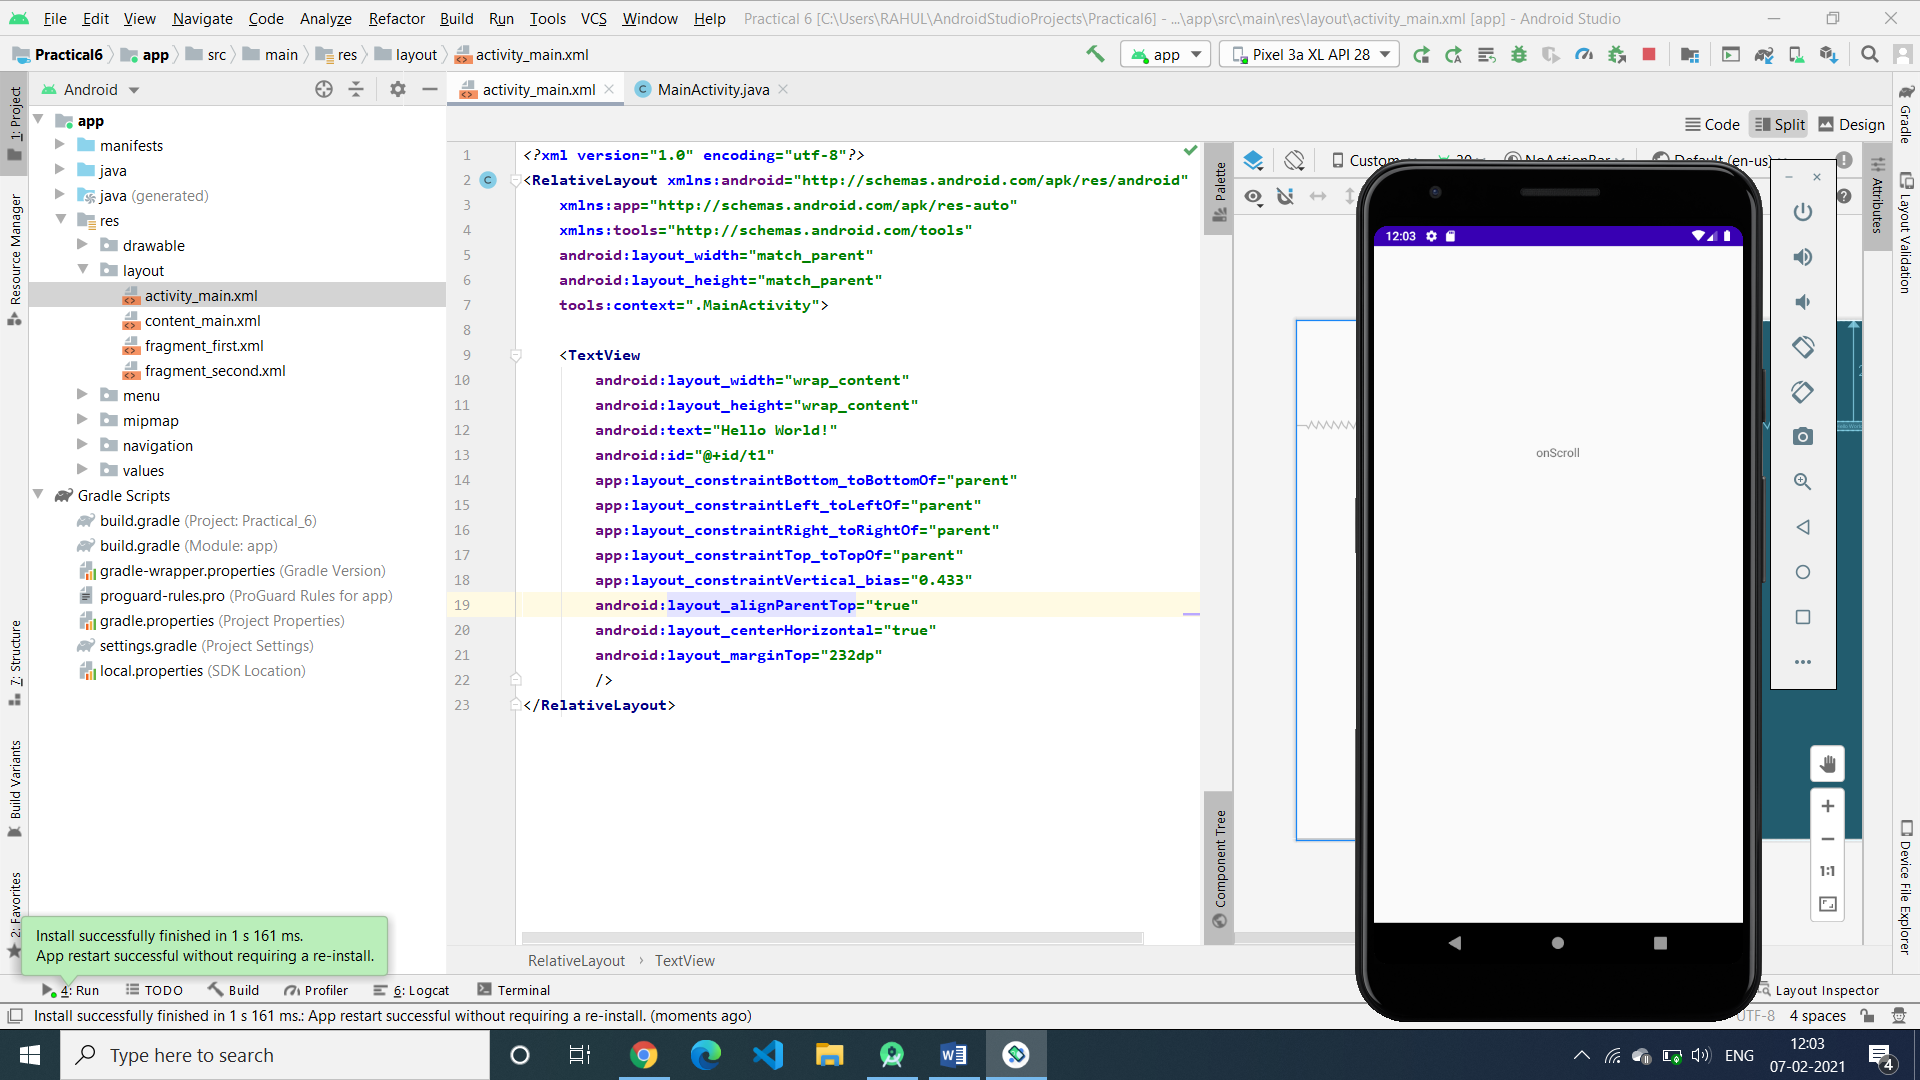 File Edit View Navigate Code Analyze Refactor Build Run Tools VCS Window Help Practical 6 [C:\Users\RAHUL\AndroidStudioProjects\Practical6] - ...\app\src\main\res\layout\activity_main.xml [app] - Android Studio
Practical6 app src main res layout activity_main.xml app Pixel 3a XL API 28
Android activity_main.xml MainActivity.java
Code Split Design
1: Project
Resource Manager
7: Structure
Build Variants
2: Favorites
app
manifests
java
java (generated)
res
drawable
layout
activity_main.xml
content_main.xml
fragment_first.xml
fragment_second.xml
menu
mipmap
navigation
values
Gradle Scripts
build.gradle (Project: Practical_6)
build.gradle (Module: app)
gradle-wrapper.properties (Gradle Version)
proguard-rules.pro (ProGuard Rules for app)
gradle.properties (Project Properties)
settings.gradle (Project Settings)
local.properties (SDK Location)
1 <?xml version="1.0" encoding="utf-8"?>
2 C <RelativeLayout xmlns:android="http://schemas.android.com/apk/res/android"
3 xmlns:app="http://schemas.android.com/apk/res-auto"
4 xmlns:tools="http://schemas.android.com/tools"
5 android:layout_width="match_parent"
6 android:layout_height="match_parent"
7 tools:context=".MainActivity">
8
9 <TextView
10 android:layout_width="wrap_content"
11 android:layout_height="wrap_content"
12 android:text="Hello World!"
13 android:id="@+id/t1"
14 app:layout_constraintBottom_toBottomOf="parent"
15 app:layout_constraintLeft_toLeftOf="parent"
16 app:layout_constraintRight_toRightOf="parent"
17 app:layout_constraintTop_toTopOf="parent"
18 app:layout_constraintVertical_bias="0.433"
19 android:layout_alignParentTop="true"
20 android:layout_centerHorizontal="true"
21 android:layout_marginTop="232dp"
22 />
23 </RelativeLayout>
Palette
Component Tree
Custom NoActionBar Default (en-us)
12:03
onScroll
1:1
Attributes
Gradle
Layout Validation
Device File Explorer
RelativeLayout › TextView
Install successfully finished in 1 s 161 ms.
App restart successful without requiring a re-install.
4: Run TODO Build Profiler 6: Logcat Terminal Layout Inspector
Install successfully finished in 1 s 161 ms.: App restart successful without requiring a re-install. (moments ago) UTF-8 4 spaces
Type here to search
ENG
12:03
07-02-2021
4